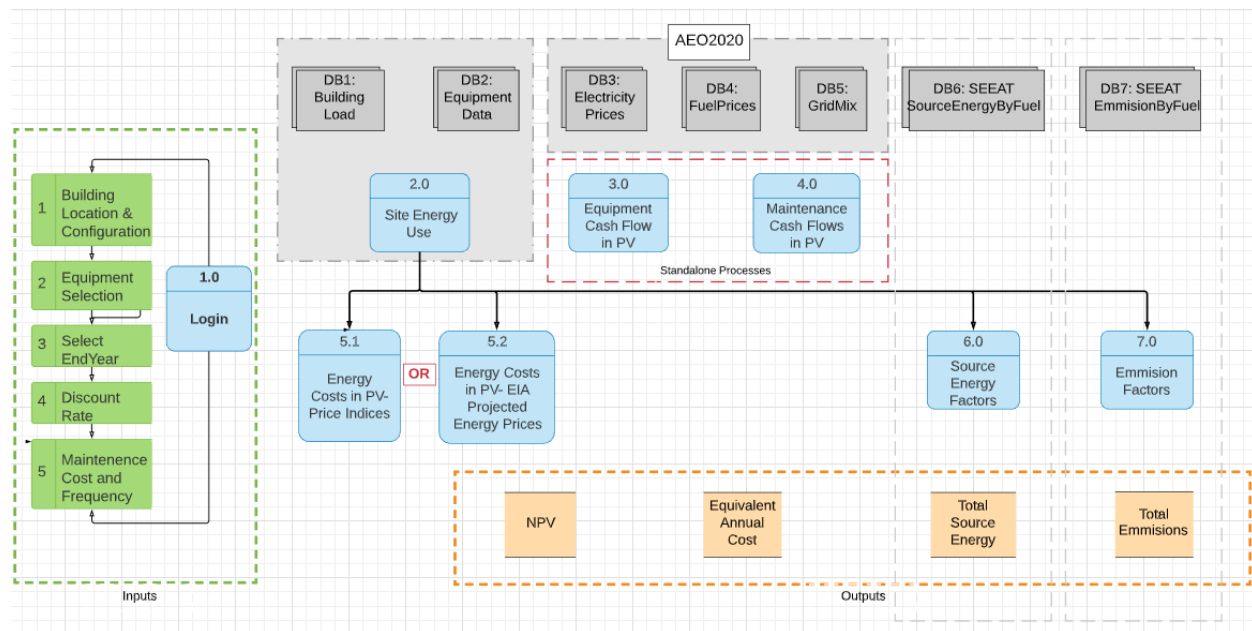 AEO2020
DB1:
Building
Load
DB2:
Equipment
Data
DB3:
Electricity
Prices
DB4:
FuelPrices
DB5:
GridMix
DB6: SEEAT
SourceEnergyByFuel
DB7: SEEAT
EmmisionByFuel
1
Building
Location &
Configuration
2
Equipment
Selection
3
Select
EndYear
4
Discount
Rate
5
Maintenence
Cost and
Frequency
1.0
Login
2.0
Site Energy
Use
3.0
Equipment
Cash Flow
in PV
4.0
Maintenance
Cash Flows
in PV
Standalone Processes
5.1
Energy
Costs in PV-
Price Indices
OR
5.2
Energy Costs
in PV- EIA
Projected
Energy Prices
6.0
Source
Energy
Factors
7.0
Emmision
Factors
NPV
Equivalent
Annual
Cost
Total
Source
Energy
Total
Emmisions
Inputs
Outputs